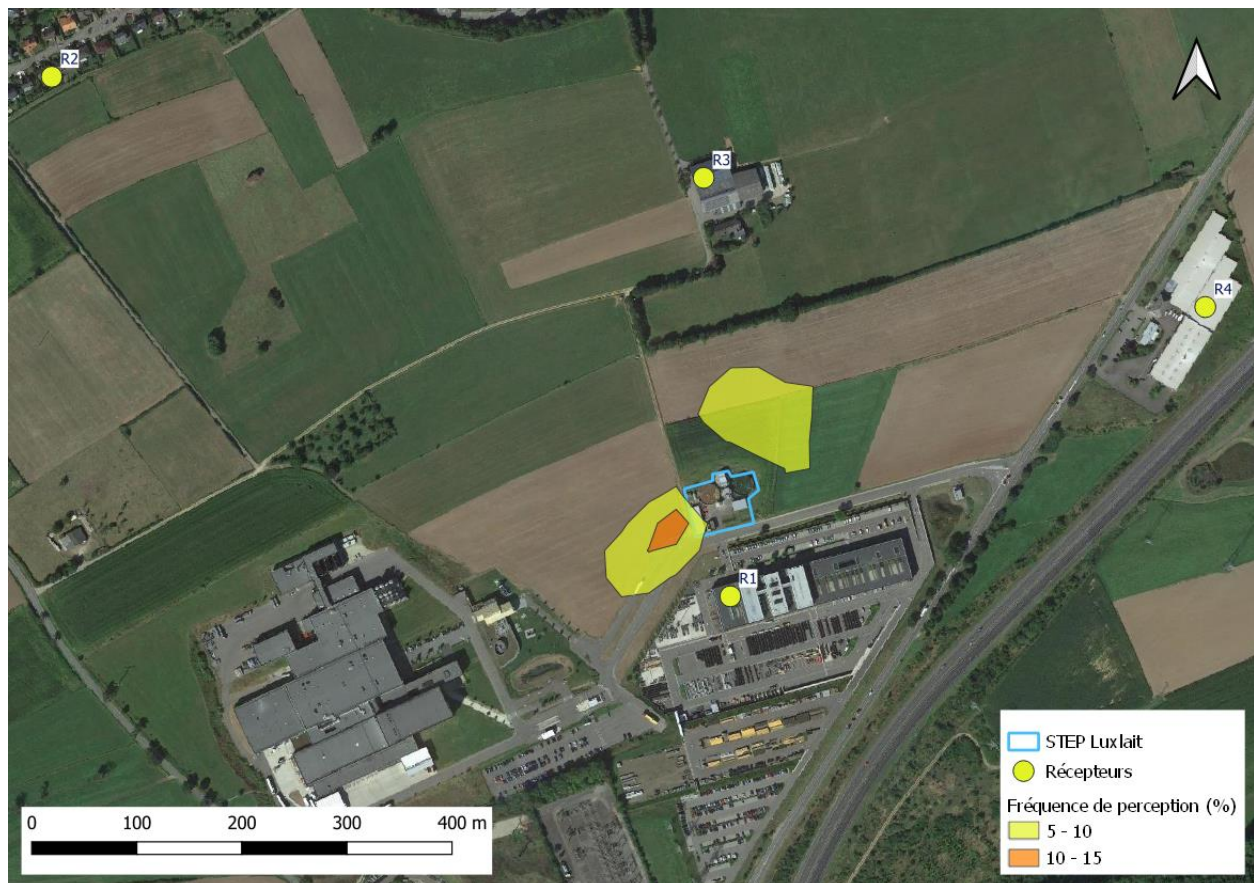 R2
R3
R4
R1
STEP Luxlait
Récepteurs
Fréquence de perception (%)
5 - 10
10 - 15
0 100 200 300 400 m